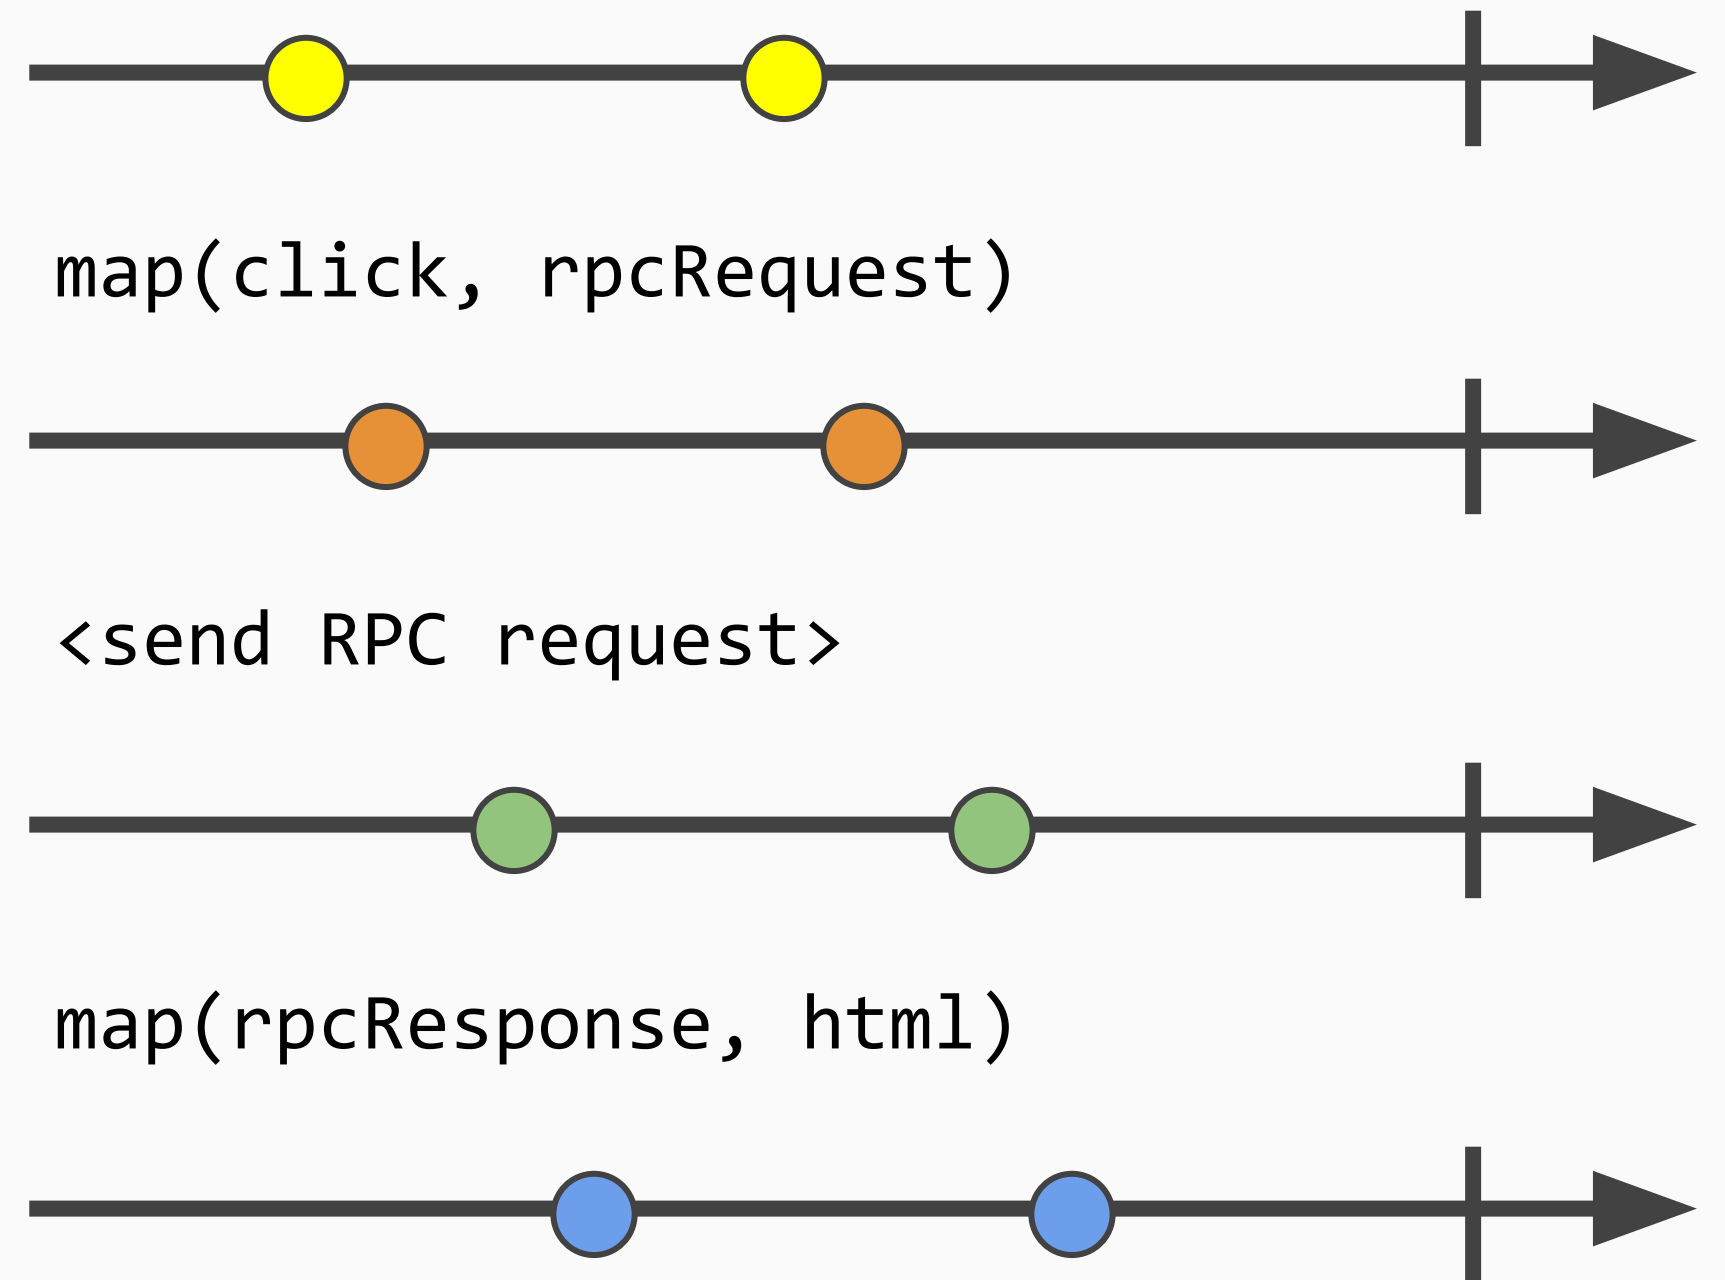 map(click, rpcRequest)
<send RPC request>
map(rpcResponse, html)